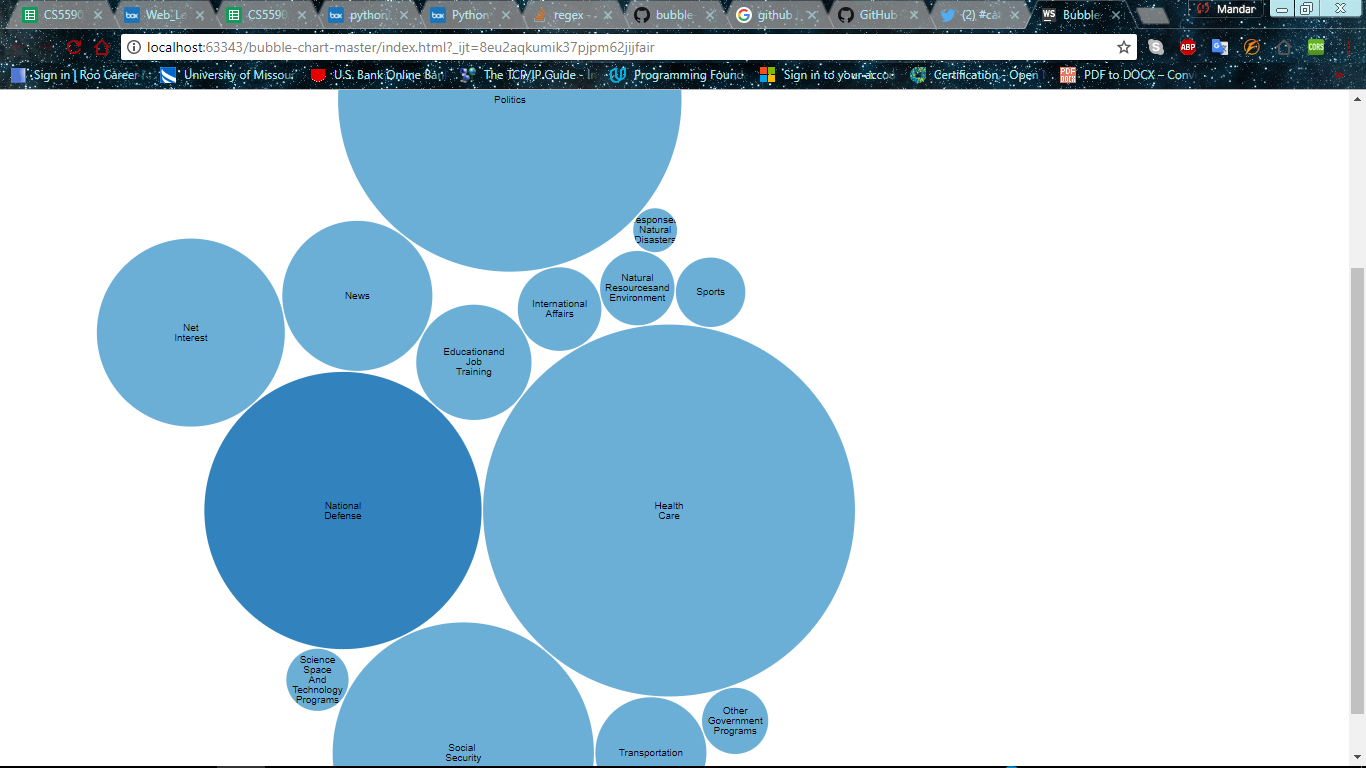 CS559
Web_Le
CS559
python
Python
regex -
bubble
github
GitHub
(2) #ca
Bubble
Mandar
localhost:63343/bubble-chart-master/index.html?_ijt=8eu2aqkumik37pjpm62jijfair
Sign in | Roo Career
University of Missou
U.S. Bank Online Ban
The TCP/IP Guide - In
Programming Found
Sign in to your acco
Certification - Open
PDF to DOCX – Con
Politics
esponse
Natural
Disasters
Natural
Resourcesand
Environment
Sports
News
International
Affairs
Net
Interest
Educationand
Job
Training
National
Defense
Health
Care
Science
Space
And
Technology
Programs
Other
Government
Programs
Social
Security
Transportation